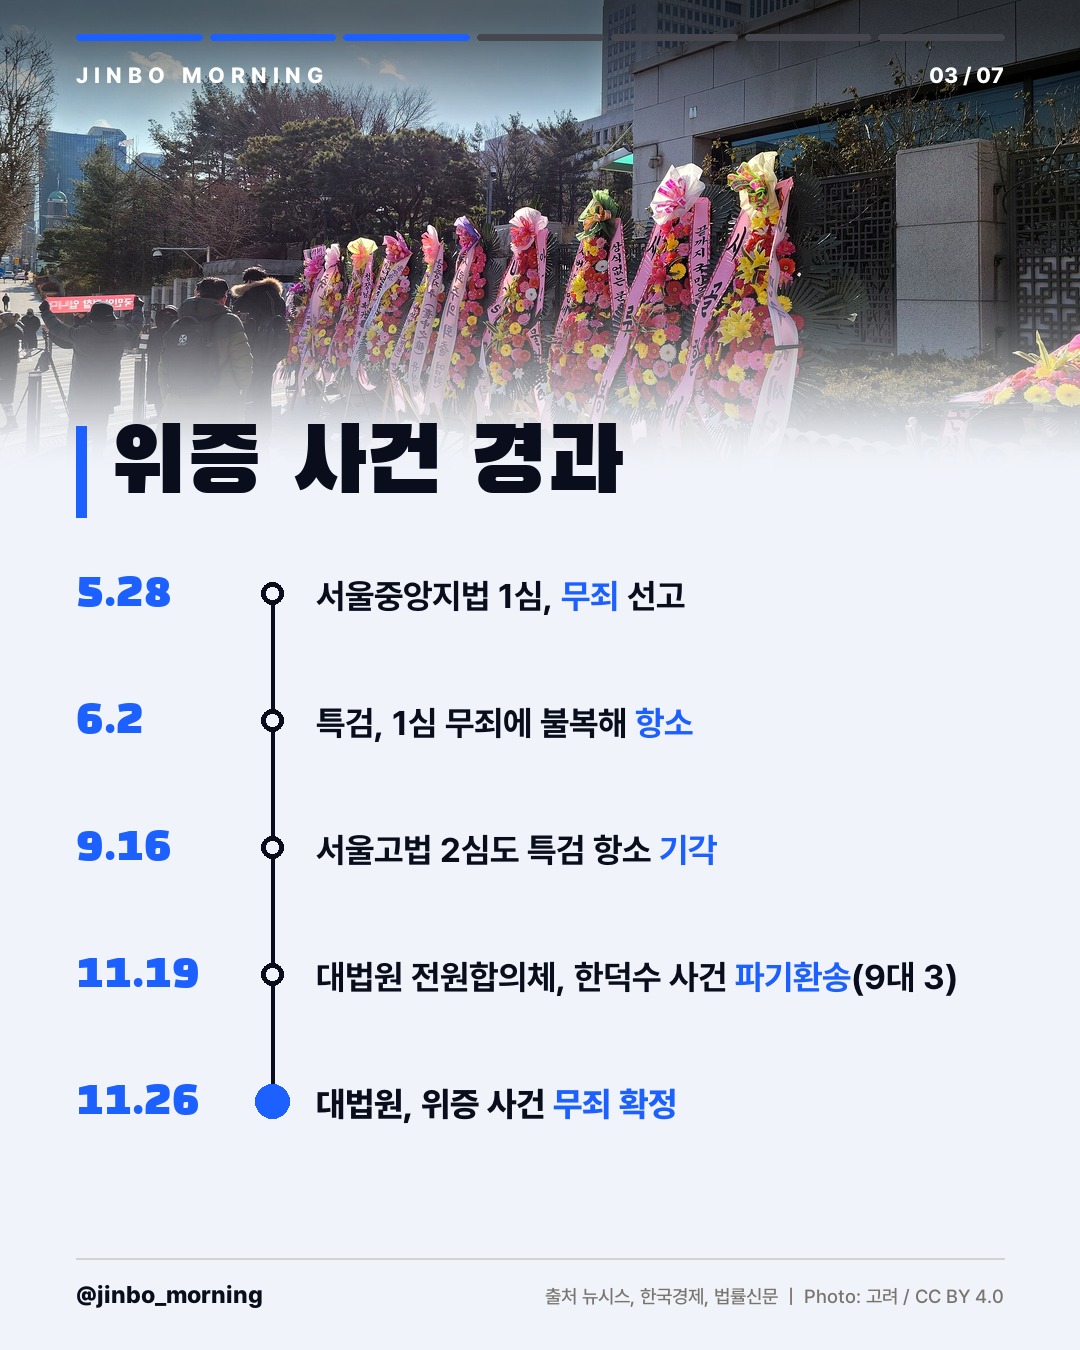 JINBO MORNING
03 / 07
위증 사건 경과
5.28
서울중앙지법 1심, 무죄 선고
6.2
특검, 1심 무죄에 불복해 항소
9.16
서울고법 2심도 특검 항소 기각
11.19
대법원 전원합의체, 한덕수 사건 파기환송(9대 3)
11.26
대법원, 위증 사건 무죄 확정
@jinbo_morning
출처 뉴시스, 한국경제, 법률신문 | Photo: 고려 / CC BY 4.0